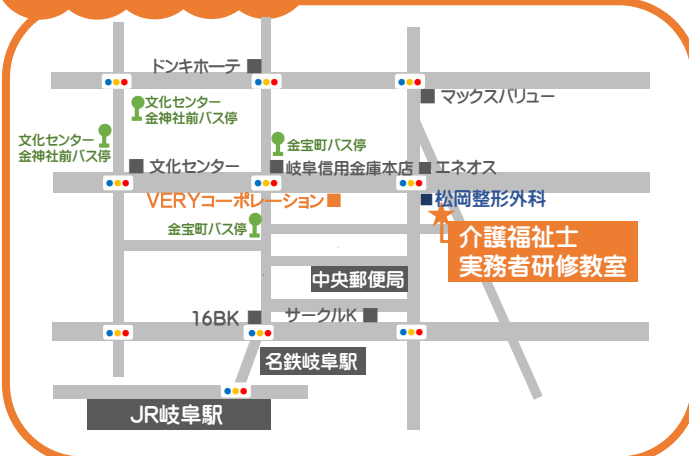 ドンキホーテ
マックスバリュー
文化センター
金神社前バス停
文化センター
金神社前バス停
金宝町バス停
文化センター
岐阜信用金庫本店
エネオス
VERYコーポレーション
松岡整形外科
金宝町バス停
介護福祉士
実務者研修教室
中央郵便局
16BK
サークルK
名鉄岐阜駅
JR岐阜駅